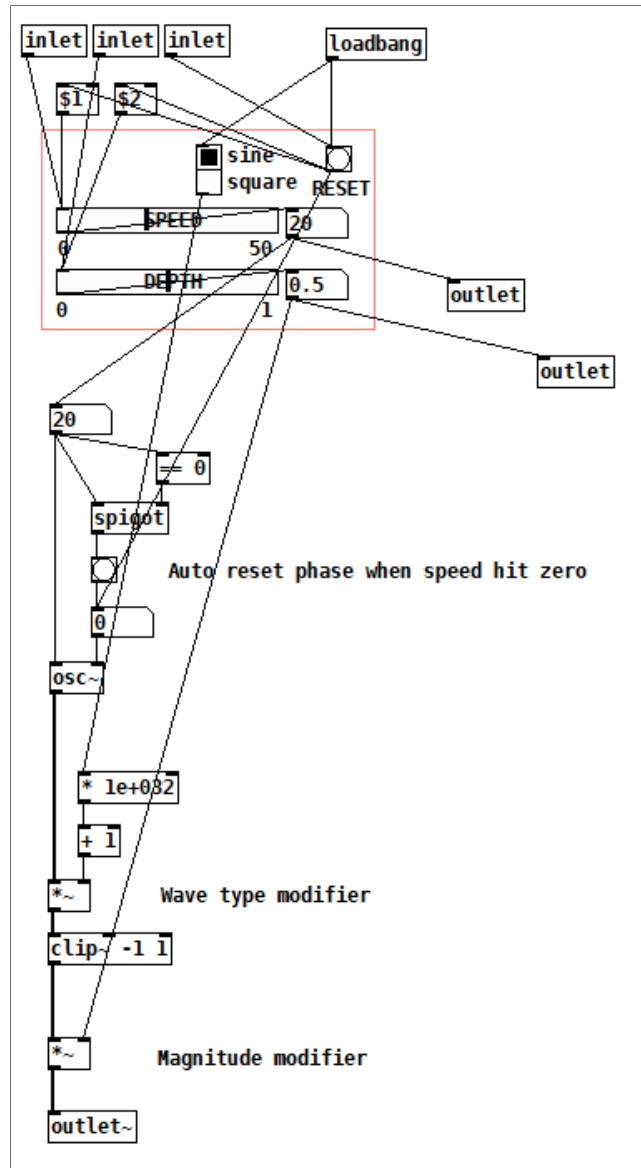 inlet inlet inlet
loadbang
$1 $2
sine
square
RESET
SPEED
20
0 50
DEPTH
0.5
0 1
outlet
outlet
20
== 0
spigot
Auto reset phase when speed hit zero
0
osc~
* 1e+032
+ 1
*~
Wave type modifier
clip~ -1 1
*~
Magnitude modifier
outlet~